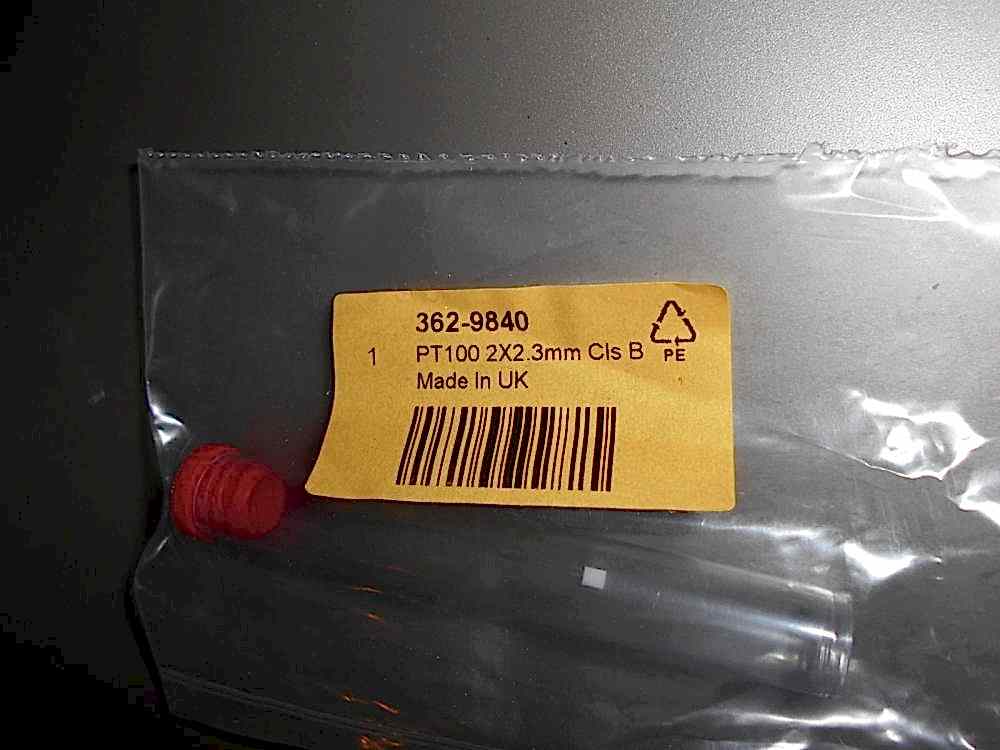 362-9840
1 PT100 2X2.3mm Cls B
Made In UK
PE